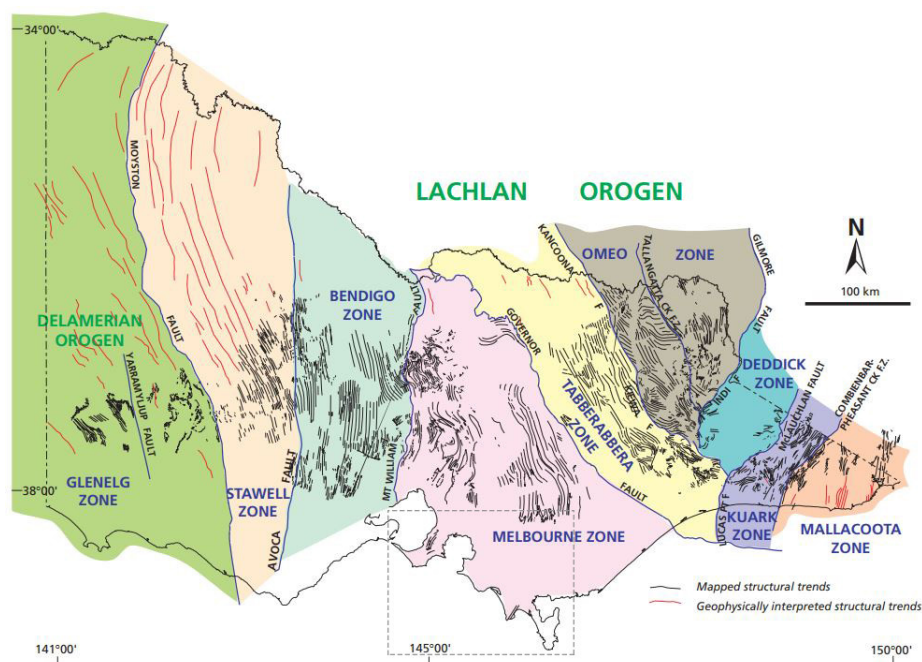 34°00'
LACHLAN OROGEN
N
100 km
MOYSTON
FAULT
DELAMERIAN
OROGEN
YARRAMYLJUP
FAULT
GLENELG
ZONE
STAWELL
ZONE
AVOCA
FAULT
BENDIGO
ZONE
MT WILLIAM
FAULT
MELBOURNE ZONE
GOVERNOR
FAULT
TABBERABBERA
ZONE
KANCOONA
F
KIEWA
F
OMEO
ZONE
TALLANGATTA CK F.Z.
GILMORE
FAULT
INDI F
DEDDICK
ZONE
McLAUCHLAN FAULT
COMBIENBAR-
PHEASANT CK F.Z.
LUCAS PT F
KUARK
ZONE
MALLACOOTA
ZONE
38°00'
Mapped structural trends
Geophysically interpreted structural trends
141°00'
145°00'
150°00'